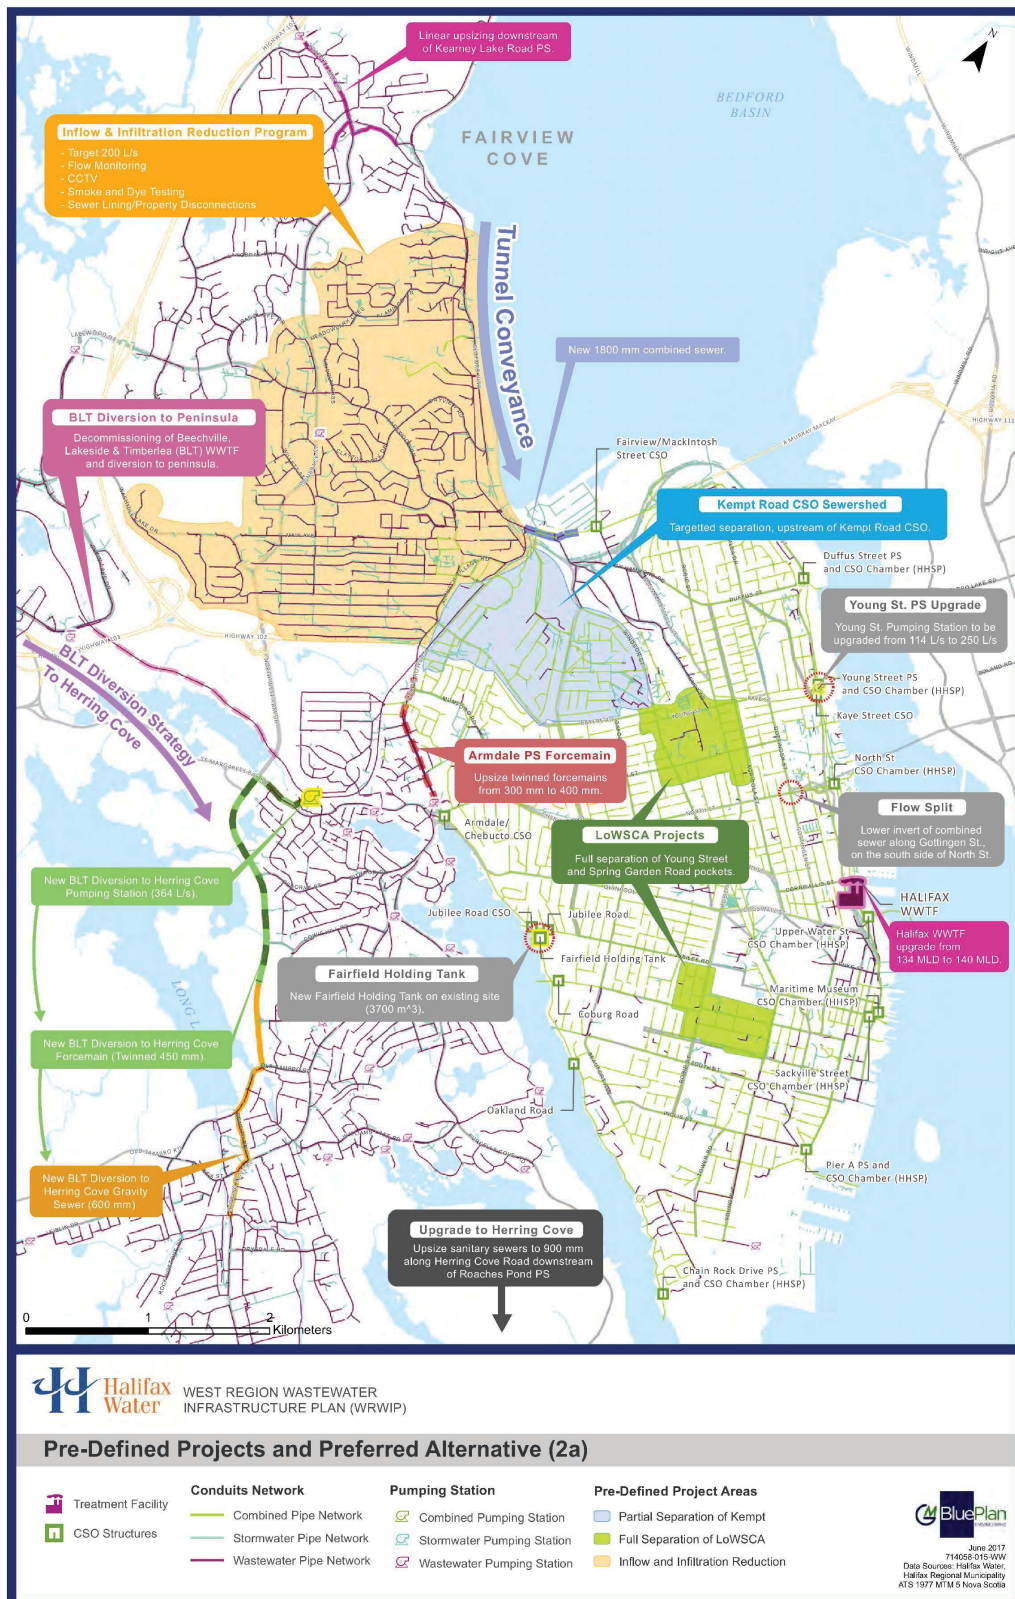 Linear upsizing downstream
of Kearney Lake Road PS.
N
BEDFORD
BASIN
FAIRVIEW
COVE
Inflow & Infiltration Reduction Program
- Target 200 L/s
- Flow Monitoring
- CCTV
- Smoke and Dye Testing
- Sewer Lining/Property Disconnections
Tunnel Conveyance
New 1800 mm combined sewer.
BLT Diversion to Peninsula
Decommissioning of Beechville,
Lakeside & Timberlea (BLT) WWTF
and diversion to peninsula.
A MURRAY MACKAY
HIGHWAY 111
WINDMILL RD
Fairview/MacKintosh
Street CSO
Kempt Road CSO Sewershed
Targetted separation, upstream of Kempt Road CSO.
Duffus Street PS
and CSO Chamber (HHSP)
Young St. PS Upgrade
Young St. Pumping Station to be
upgraded from 114 L/s to 250 L/s
HIGHWAY 102
HIGHWAY 103
BLT Diversion Strategy
To Herring Cove
Young Street PS
and CSO Chamber (HHSP)
Kaye Street CSO
Armdale PS Forcemain
Upsize twinned forcemains
from 300 mm to 400 mm.
North St
CSO Chamber (HHSP)
Flow Split
Lower invert of combined
sewer along Gottingen St.,
on the south side of North St.
Armdale/
Chebucto CSO
LoWSCA Projects
Full separation of Young Street
and Spring Garden Road pockets.
New BLT Diversion to Herring Cove
Pumping Station (364 L/s).
HALIFAX
WWTF
Jubilee Road CSO
Jubilee Road
Halifax WWTF
upgrade from
134 MLD to 140 MLD.
Upper Water St
CSO Chamber (HHSP)
Fairfield Holding Tank
Fairfield Holding Tank
New Fairfield Holding Tank on existing site
(3700 m^3).
Maritime Museum
CSO Chamber (HHSP)
Coburg Road
LONG L
New BLT Diversion to Herring Cove
Forcemain (Twinned 450 mm).
Sackville Street
CSO Chamber (HHSP)
Oakland Road
New BLT Diversion to
Herring Cove Gravity
Sewer (600 mm).
Pier A PS and
CSO Chamber (HHSP)
Upgrade to Herring Cove
Upsize sanitary sewers to 900 mm
along Herring Cove Road downstream
of Roaches Pond PS
Chain Rock Drive PS
and CSO Chamber (HHSP)
0 1 2
Kilometers
Halifax
Water
WEST REGION WASTEWATER
INFRASTRUCTURE PLAN (WRWIP)
Pre-Defined Projects and Preferred Alternative (2a)
Treatment Facility
CSO Structures
Conduits Network
Combined Pipe Network
Stormwater Pipe Network
Wastewater Pipe Network
Pumping Station
Combined Pumping Station
Stormwater Pumping Station
Wastewater Pumping Station
Pre-Defined Project Areas
Partial Separation of Kempt
Full Separation of LoWSCA
Inflow and Infiltration Reduction
GM BluePlan
ENGINEERING
June 2017
714058-015-WW
Data Sources: Halifax Water,
Halifax Regional Municipality
ATS 1977 MTM 5 Nova Scotia